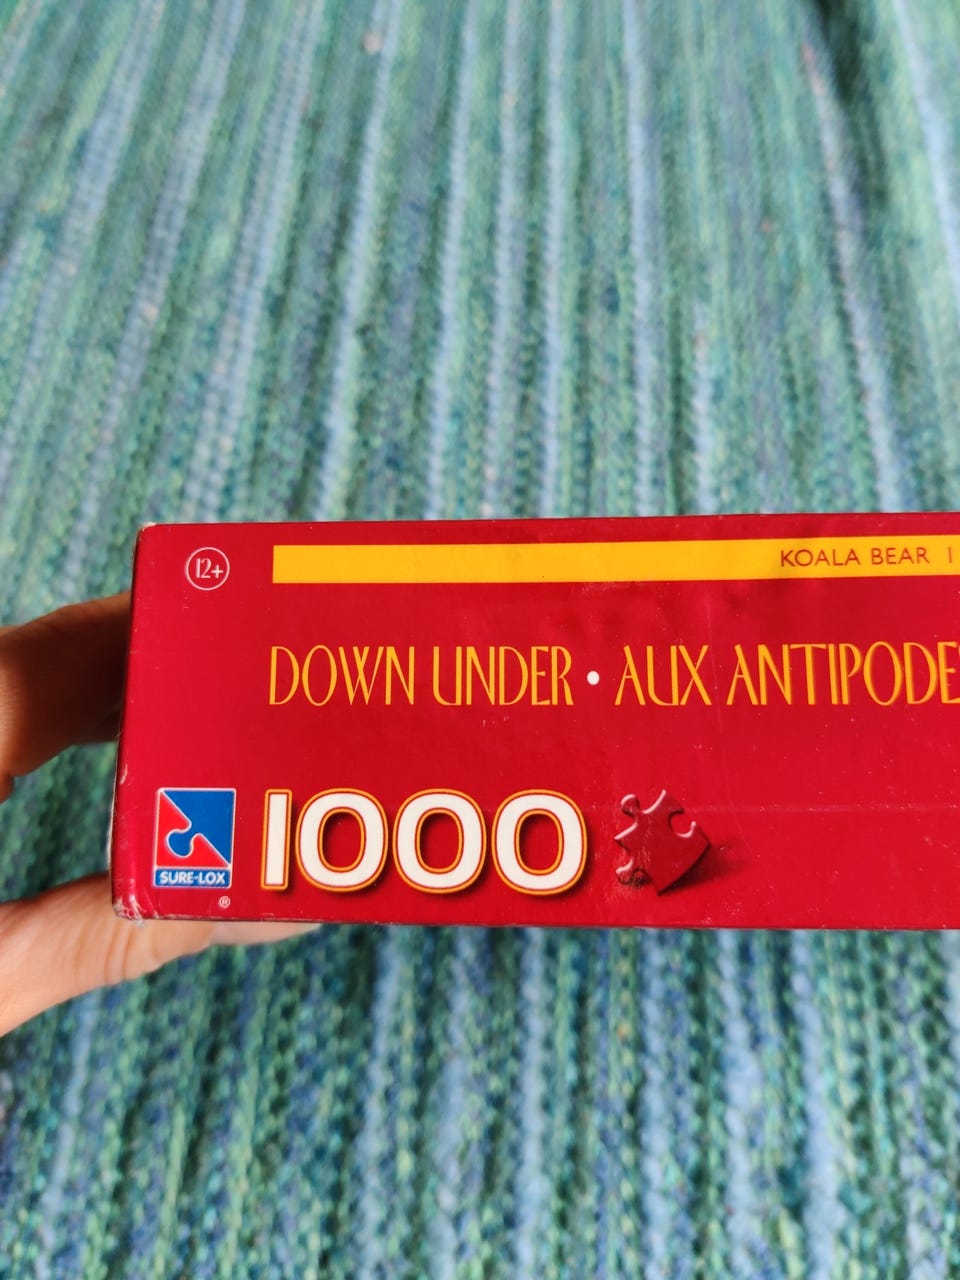 12+
KOALA BEAR I
DOWN UNDER • AUX ANTIPODES
1000
SURE-LOX
®